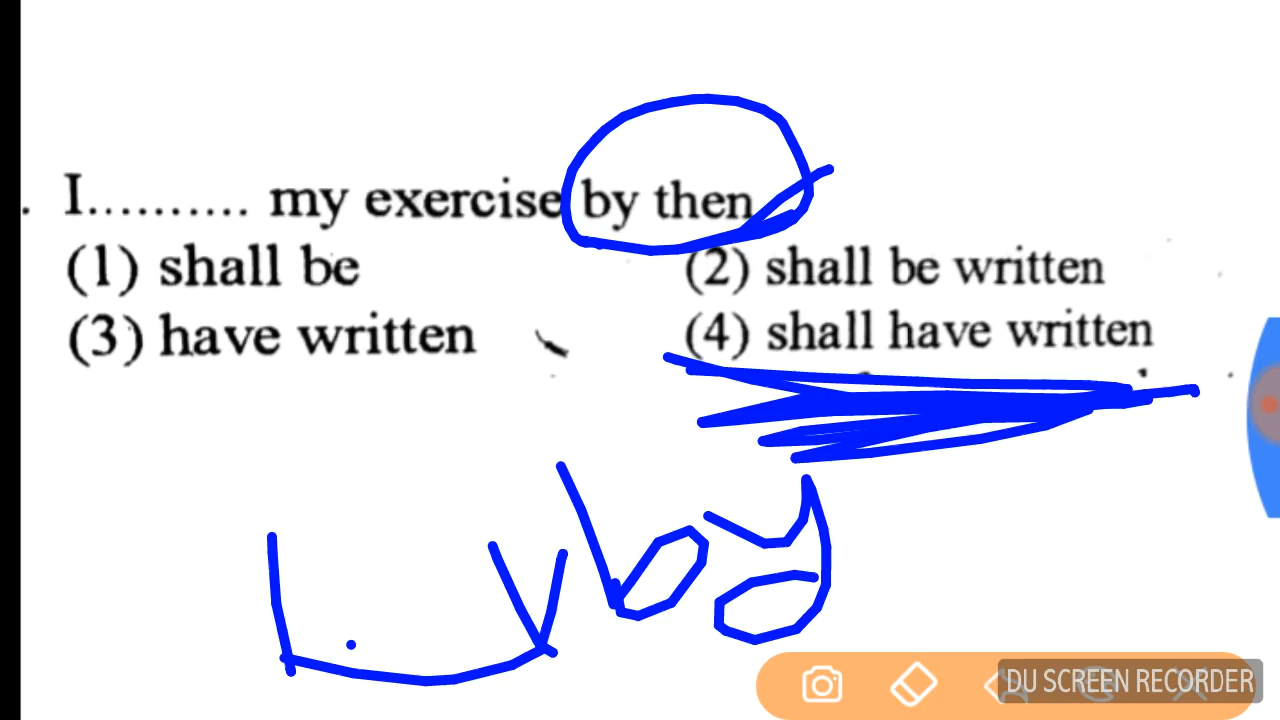 . I.......... my exercise by then
(1) shall be (2) shall be written
(3) have written (4) shall have written
by
DU SCREEN RECORDER